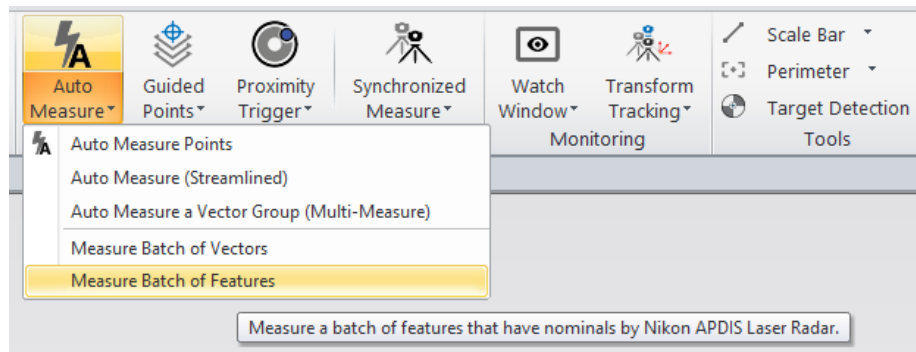 Auto
Measure
Guided
Points
Proximity
Trigger
Synchronized
Measure
Watch
Window
Transform
Tracking
Scale Bar
Perimeter
Target Detection
Monitoring
Tools
A
Auto Measure Points
Auto Measure (Streamlined)
Auto Measure a Vector Group (Multi-Measure)
Measure Batch of Vectors
Measure Batch of Features
Measure a batch of features that have nominals by Nikon APDIS Laser Radar.